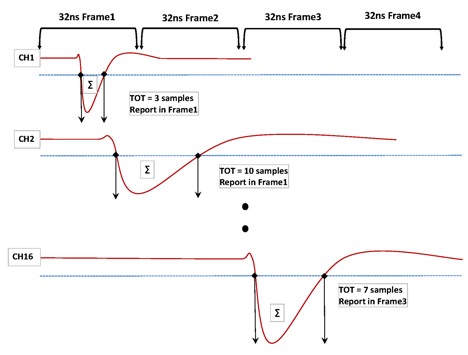 32ns Frame1 32ns Frame2 32ns Frame3 32ns Frame4
CH1
Σ
TOT = 3 samples
Report in Frame1
CH2
Σ
TOT = 10 samples
Report in Frame1
CH16
TOT = 7 samples
Report in Frame3
Σ